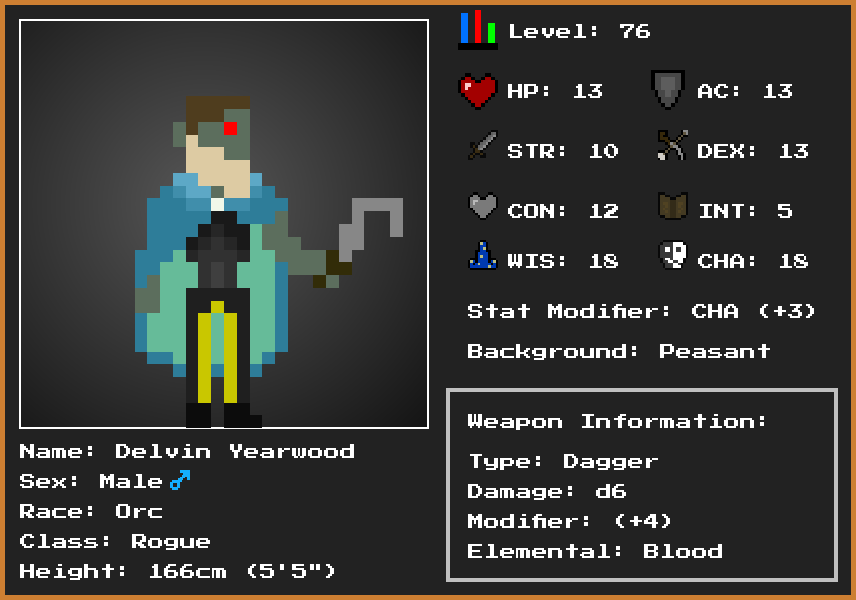 Level: 76
HP: 13
AC: 13
STR: 10
DEX: 13
CON: 12
INT: 5
WIS: 18
CHA: 18
Stat Modifier: CHA (+3)
Background: Peasant
Weapon Information:
Type: Dagger
Damage: d6
Modifier: (+4)
Elemental: Blood
Name: Delvin Yearwood
Sex: Male♂
Race: Orc
Class: Rogue
Height: 166cm (5'5")